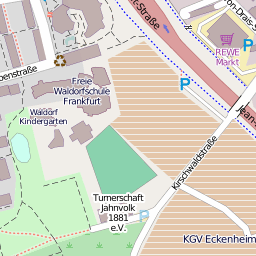 P
REWE
Markt
Freie
Waldorfschule
Frankfurt
Waldorf
Kindergarten
P
Kirschwaldstraße
Turnerschaft
Jahnvolk
1881
e.V.
KGV Eckenheim